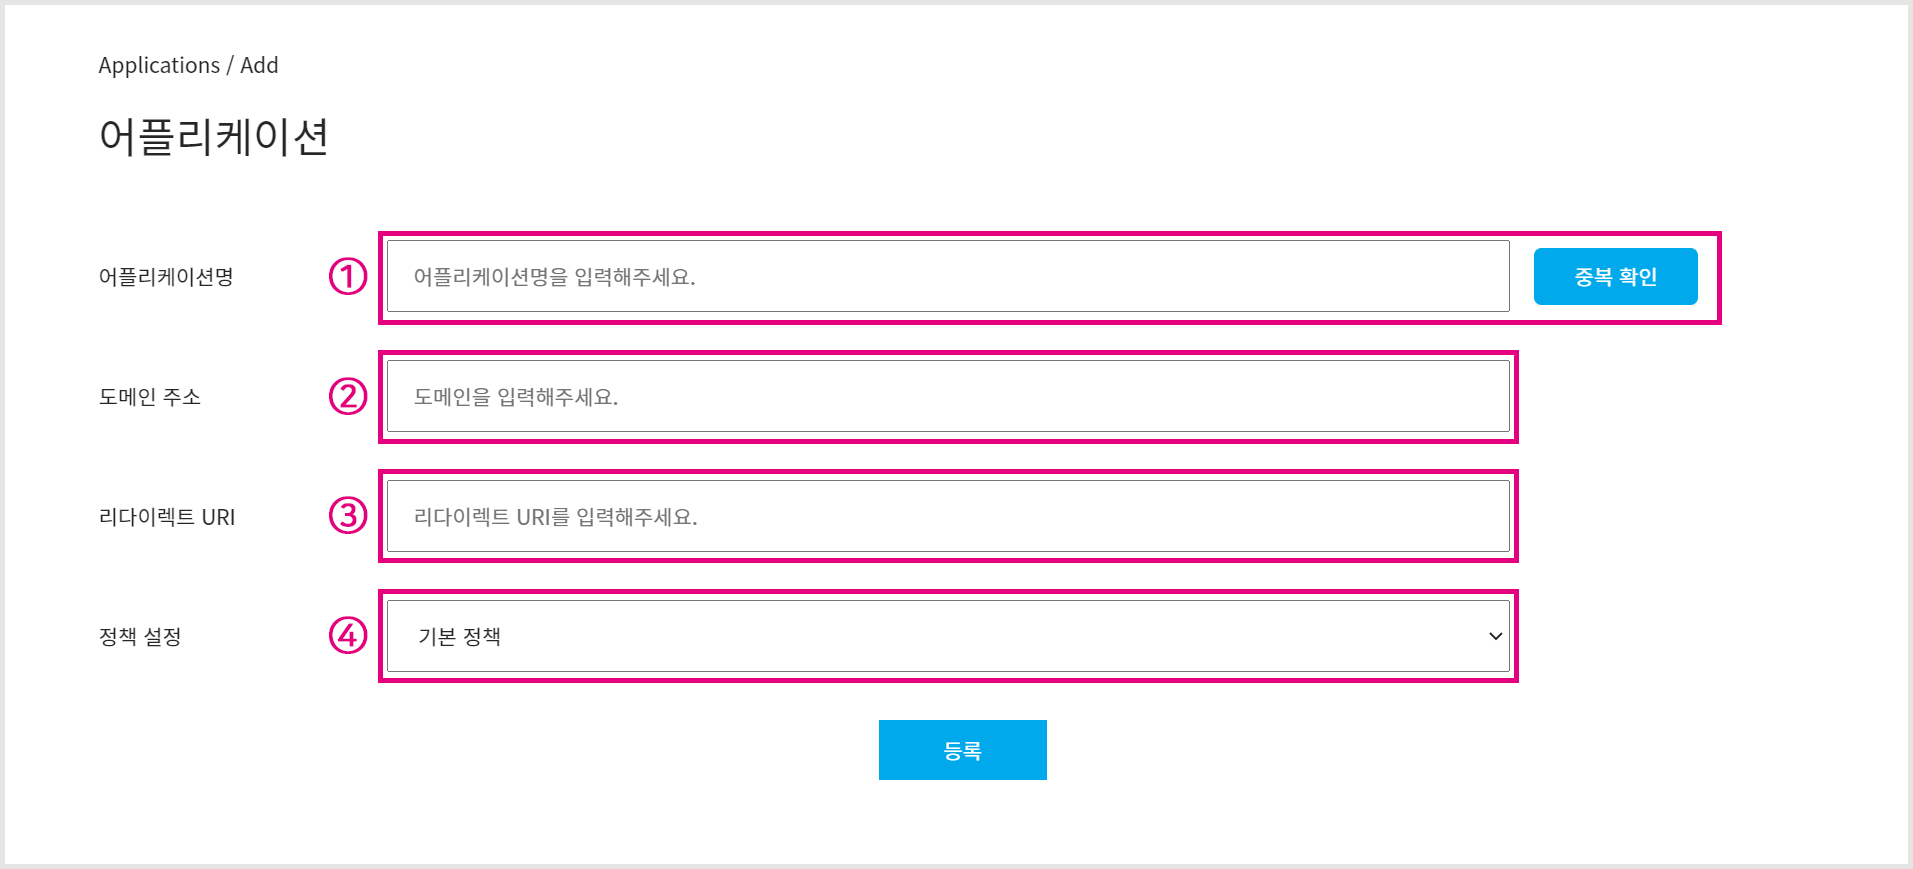 Applications / Add
어플리케이션
어플리케이션명 ① 어플리케이션명을 입력해주세요. 중복 확인
도메인 주소 ② 도메인을 입력해주세요.
리다이렉트 URI ③ 리다이렉트 URI를 입력해주세요.
정책 설정 ④ 기본 정책
등록